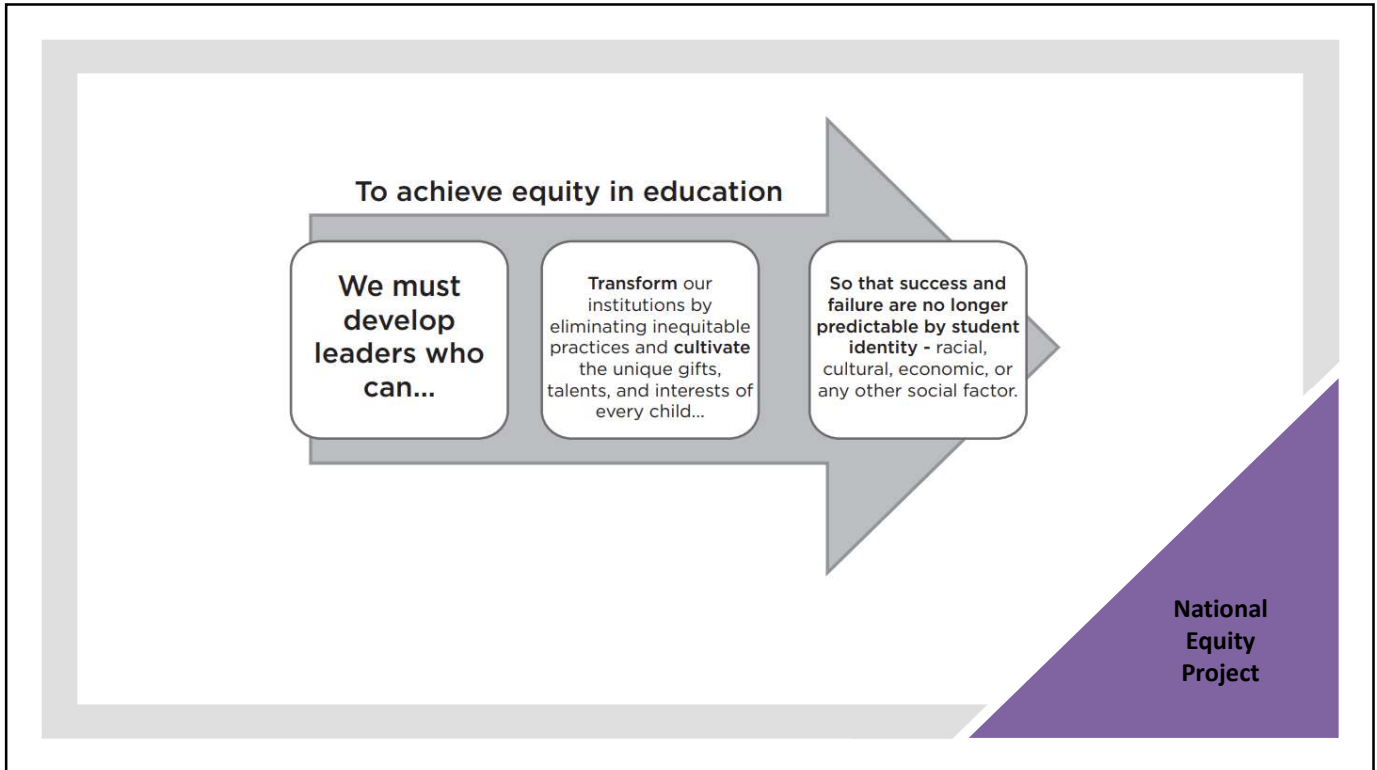 To achieve equity in education
We must
develop
leaders who
can...
Transform our
institutions by
eliminating inequitable
practices and cultivate
the unique gifts,
talents, and interests of
every child...
So that success and
failure are no longer
predictable by student
identity - racial,
cultural, economic, or
any other social factor.
National
Equity
Project